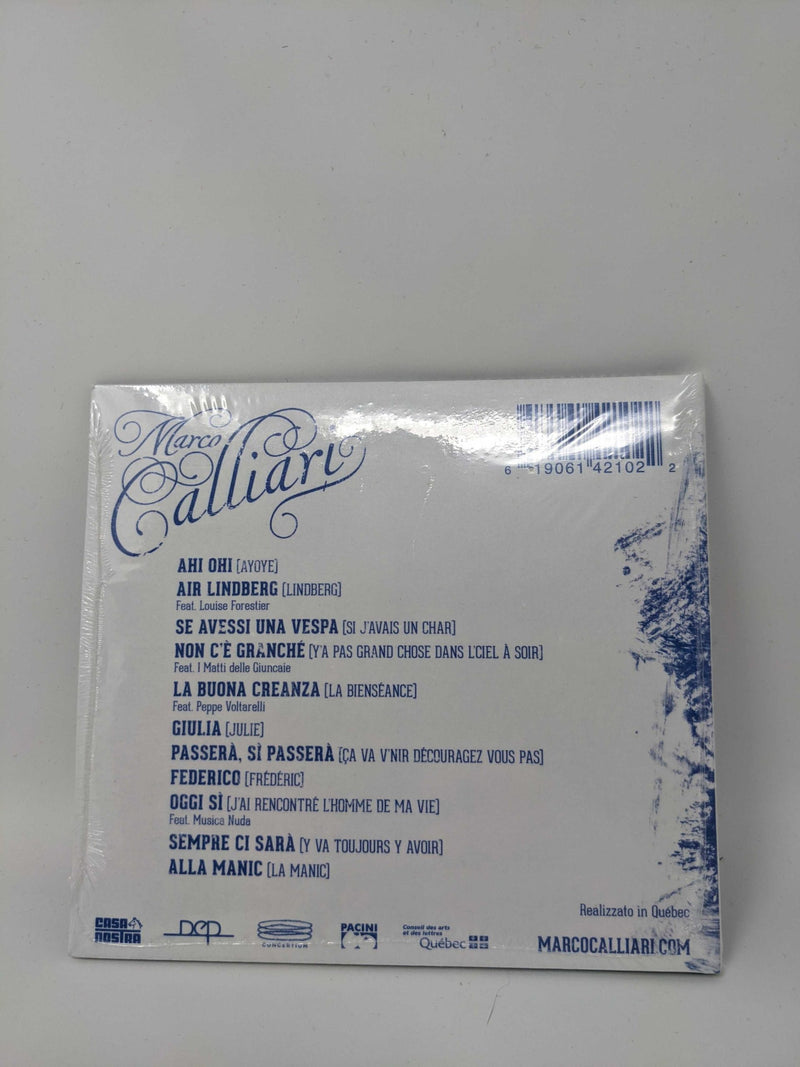 Marco
Calliari
6 19061 42102 2
AHI OHI [AYOYE]
AIR LINDBERG [LINDBERG]
Feat. Louise Forestier
SE AVESSI UNA VESPA [SI J'AVAIS UN CHAR]
NON C'È GRANCHÉ [Y'A PAS GRAND CHOSE DANS L'CIEL À SOIR]
Feat. I Matti delle Giuncaie
LA BUONA CREANZA [LA BIENSÉANCE]
Feat. Peppe Voltarelli
GIULIA [JULIE]
PASSERÀ, SÌ PASSERÀ [ÇA VA V'NIR DÉCOURAGEZ VOUS PAS]
FEDERICO [FRÉDÉRIC]
OGGI SÌ [J'AI RENCONTRÉ L'HOMME DE MA VIE]
Feat. Musica Nuda
SEMPRE CI SARÀ [Y VA TOUJOURS Y AVOIR]
ALLA MANIC [LA MANIC]
Realizzato in Québec
CASA NOSTRA
DEP
CONCERTIUM
PACINI
Conseil des arts
et des lettres
Québec
MARCOCALLIARI.COM